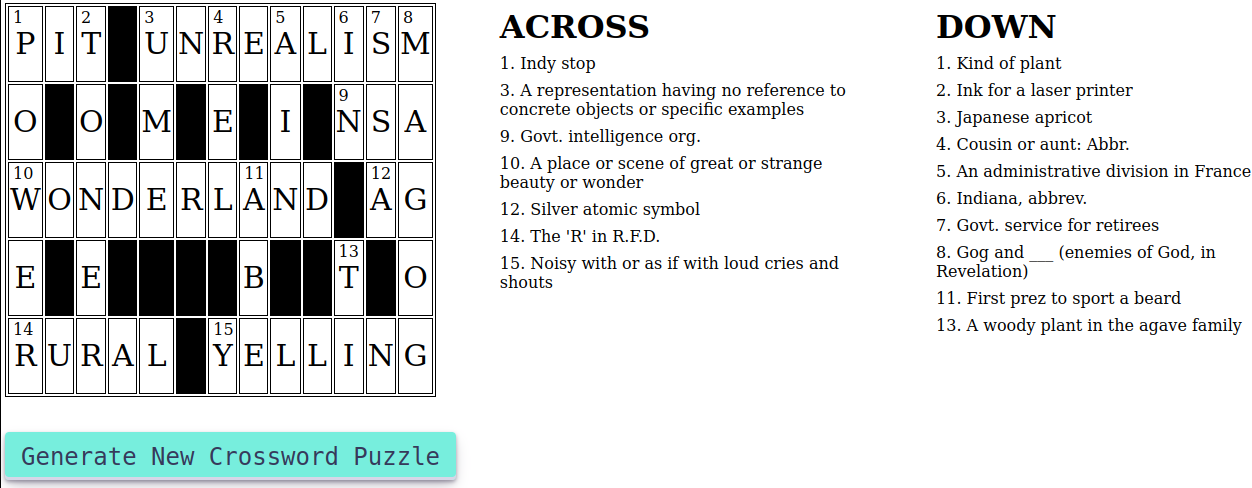 1 2 3 4 5 6 7 8
P I T U N R E A L I S M
9
O O M E I N S A
10 11 12
W O N D E R L A N D A G
13
E E B T O
14 15
R U R A L Y E L L I N G
Generate New Crossword Puzzle
ACROSS
1. Indy stop
3. A representation having no reference to
concrete objects or specific examples
9. Govt. intelligence org.
10. A place or scene of great or strange
beauty or wonder
12. Silver atomic symbol
14. The 'R' in R.F.D.
15. Noisy with or as if with loud cries and
shouts
DOWN
1. Kind of plant
2. Ink for a laser printer
3. Japanese apricot
4. Cousin or aunt: Abbr.
5. An administrative division in France
6. Indiana, abbrev.
7. Govt. service for retirees
8. Gog and ___ (enemies of God, in
Revelation)
11. First prez to sport a beard
13. A woody plant in the agave family